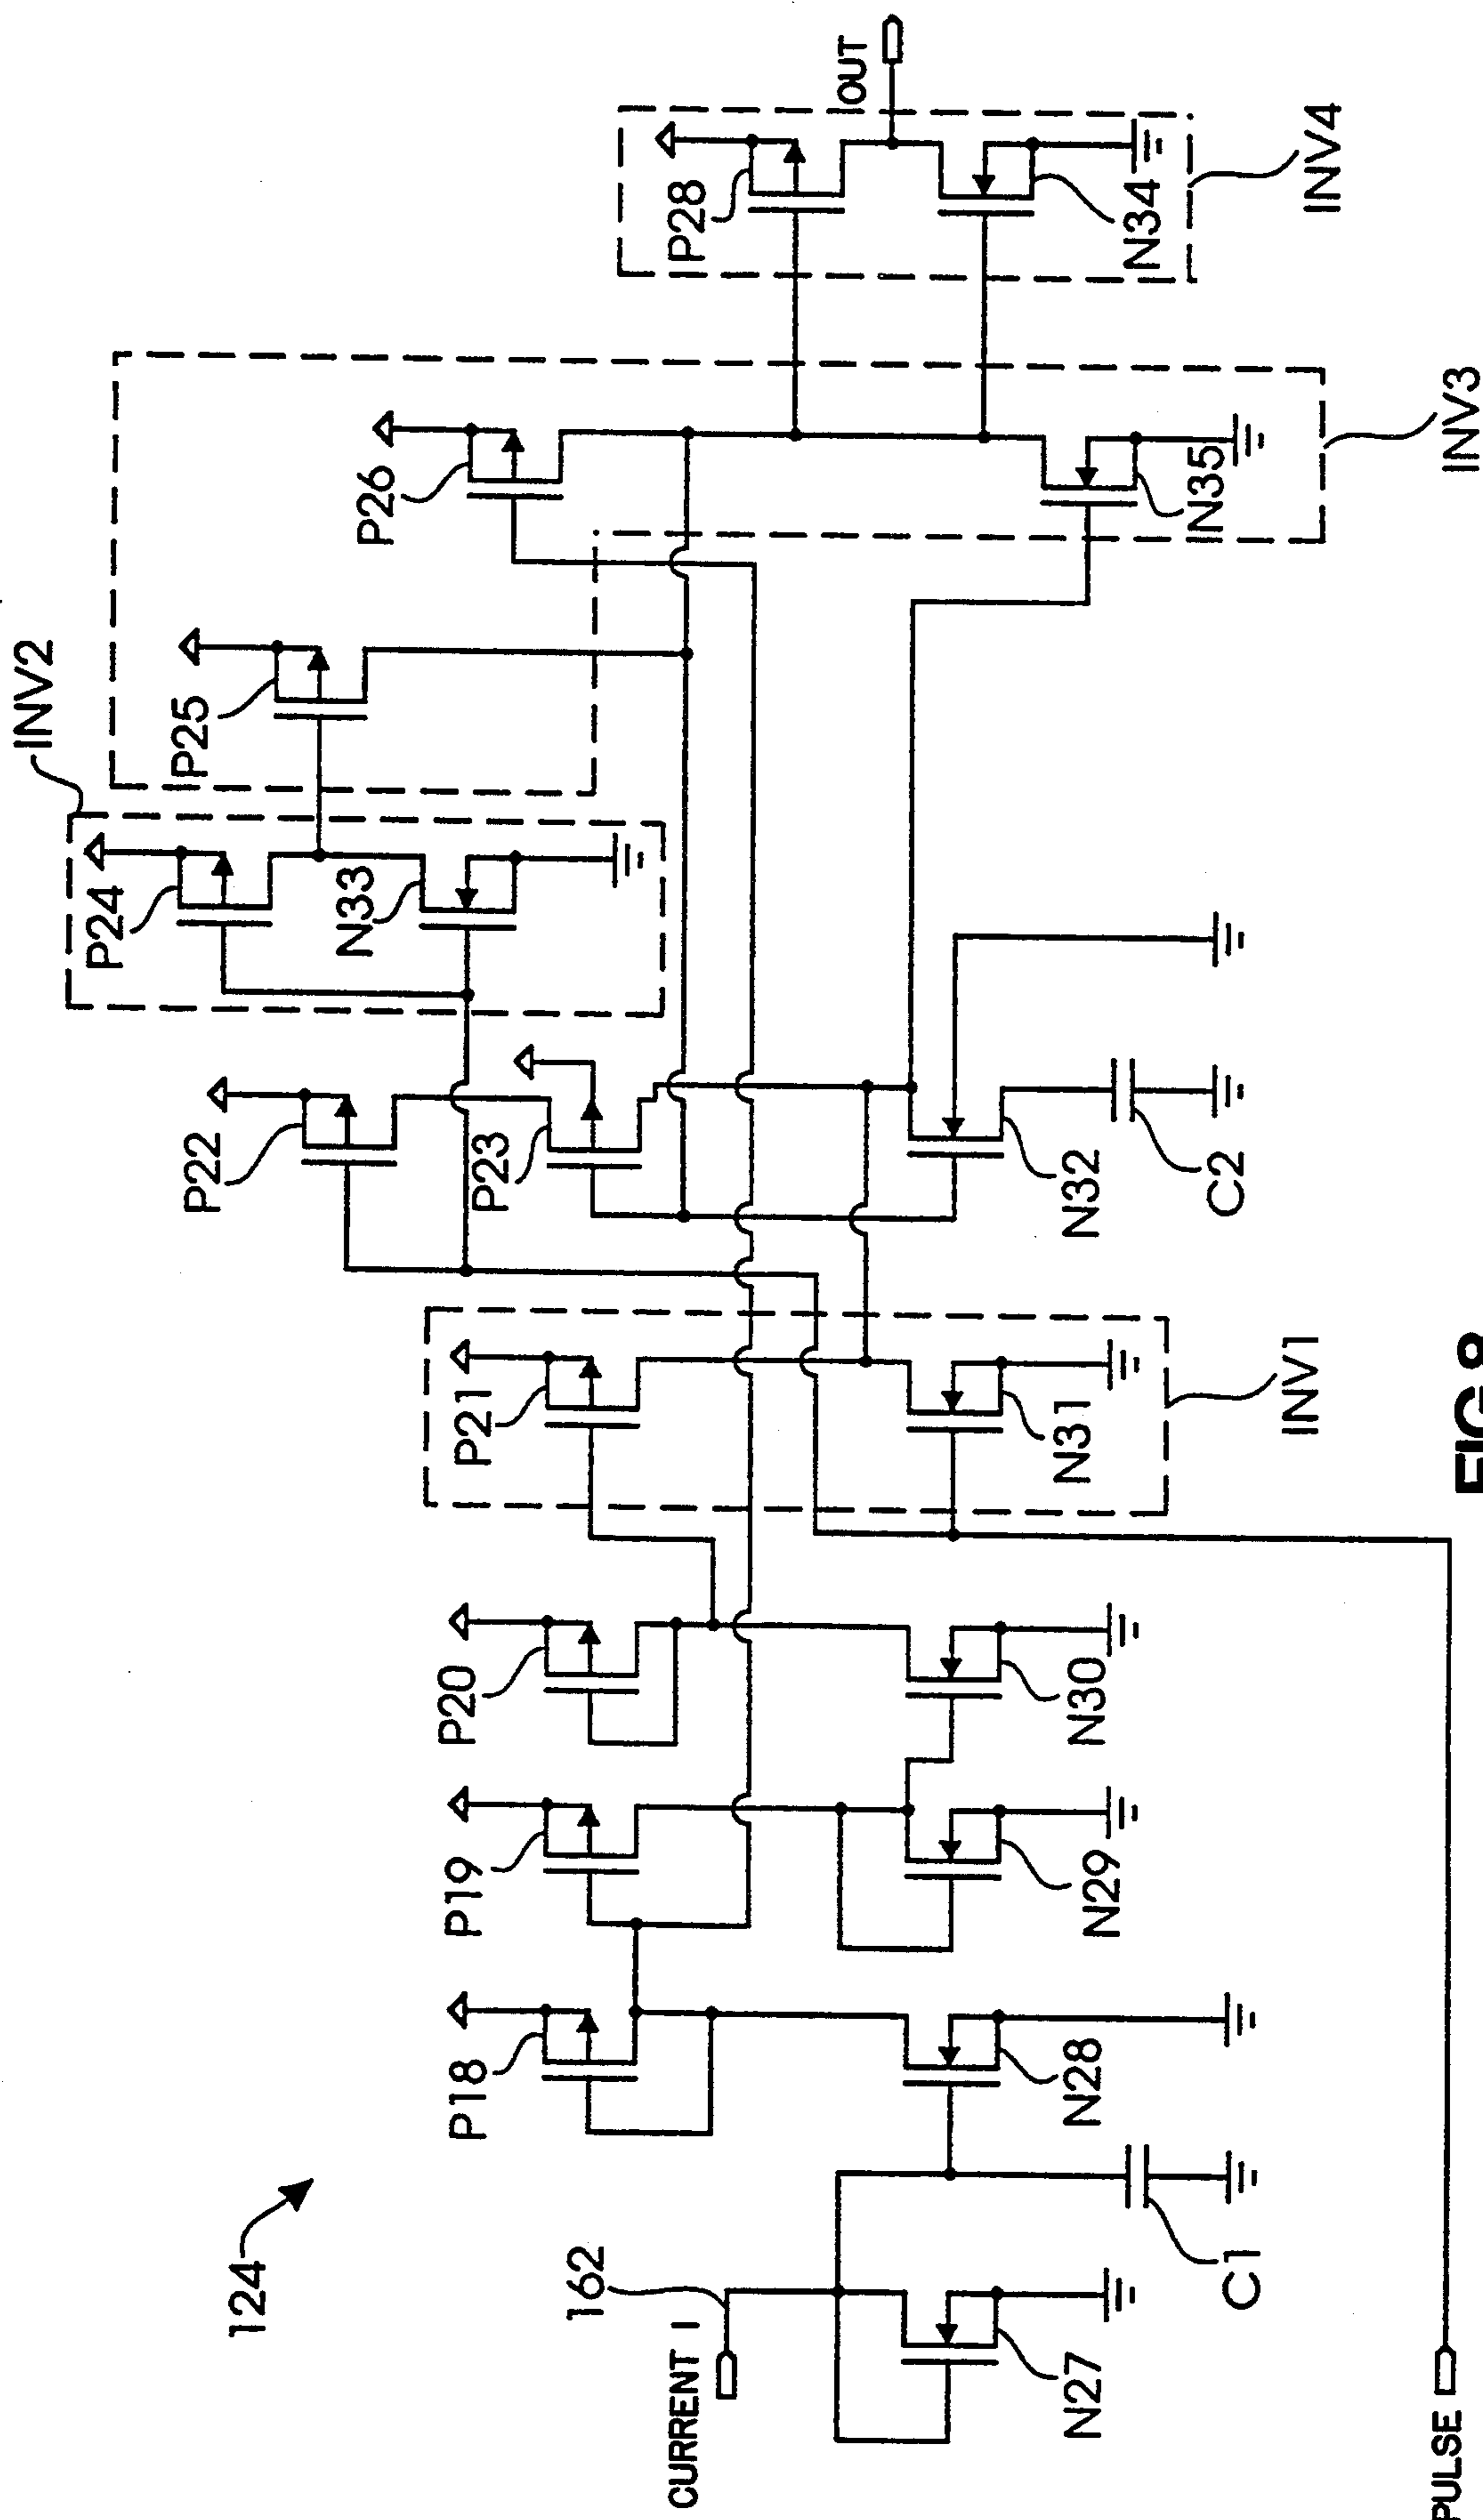 124
CURRENT I
162
N27
C1
P18
N28
P19
N29
P20
N30
P21
N31
INV1
P22
P23
N32
C2
INV2
P24
N33
P25
P26
N35
INV3
P28
N34
INV4
OUT
PULSE
FIG.8